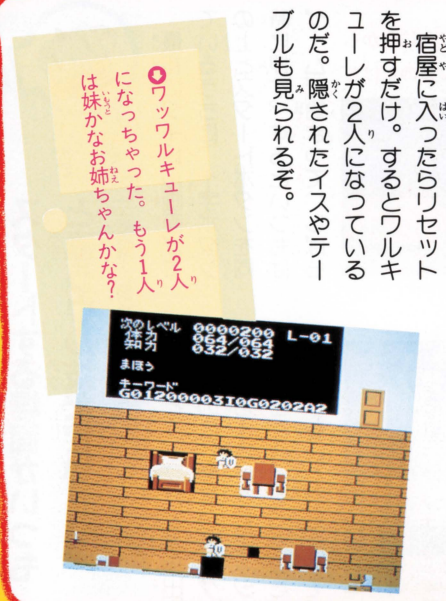 宿屋に入ったらリセット
を押すだけ。するとワルキ
ューレが2人になっている
のだ。隠されたイスやテー
ブルも見られるぞ。
ワッワルキューレが2人
になっちゃった。もう1人
は妹かなお姉ちゃんかな?
次のレベル 0000200 L-01
体力 064/064
知力 032/032
まほう
キーワード
G01200003I0G0202A2